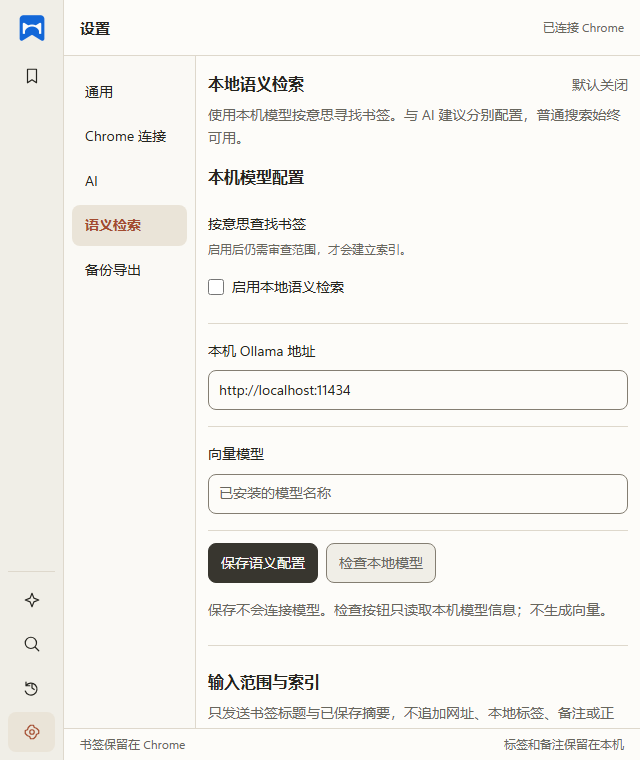 设置
已连接 Chrome
通用
Chrome 连接
AI
语义检索
备份导出
本地语义检索
默认关闭
使用本机模型按意思寻找书签。与 AI 建议分别配置，普通搜索始终
可用。
本机模型配置
按意思查找书签
启用后仍需审查范围，才会建立索引。
启用本地语义检索
本机 Ollama 地址
http://localhost:11434
向量模型
已安装的模型名称
保存语义配置
检查本地模型
保存不会连接模型。检查按钮只读取本机模型信息；不生成向量。
输入范围与索引
只发送书签标题与已保存摘要，不追加网址、本地标签、备注或正
书签保留在 Chrome
标签和备注保留在本机